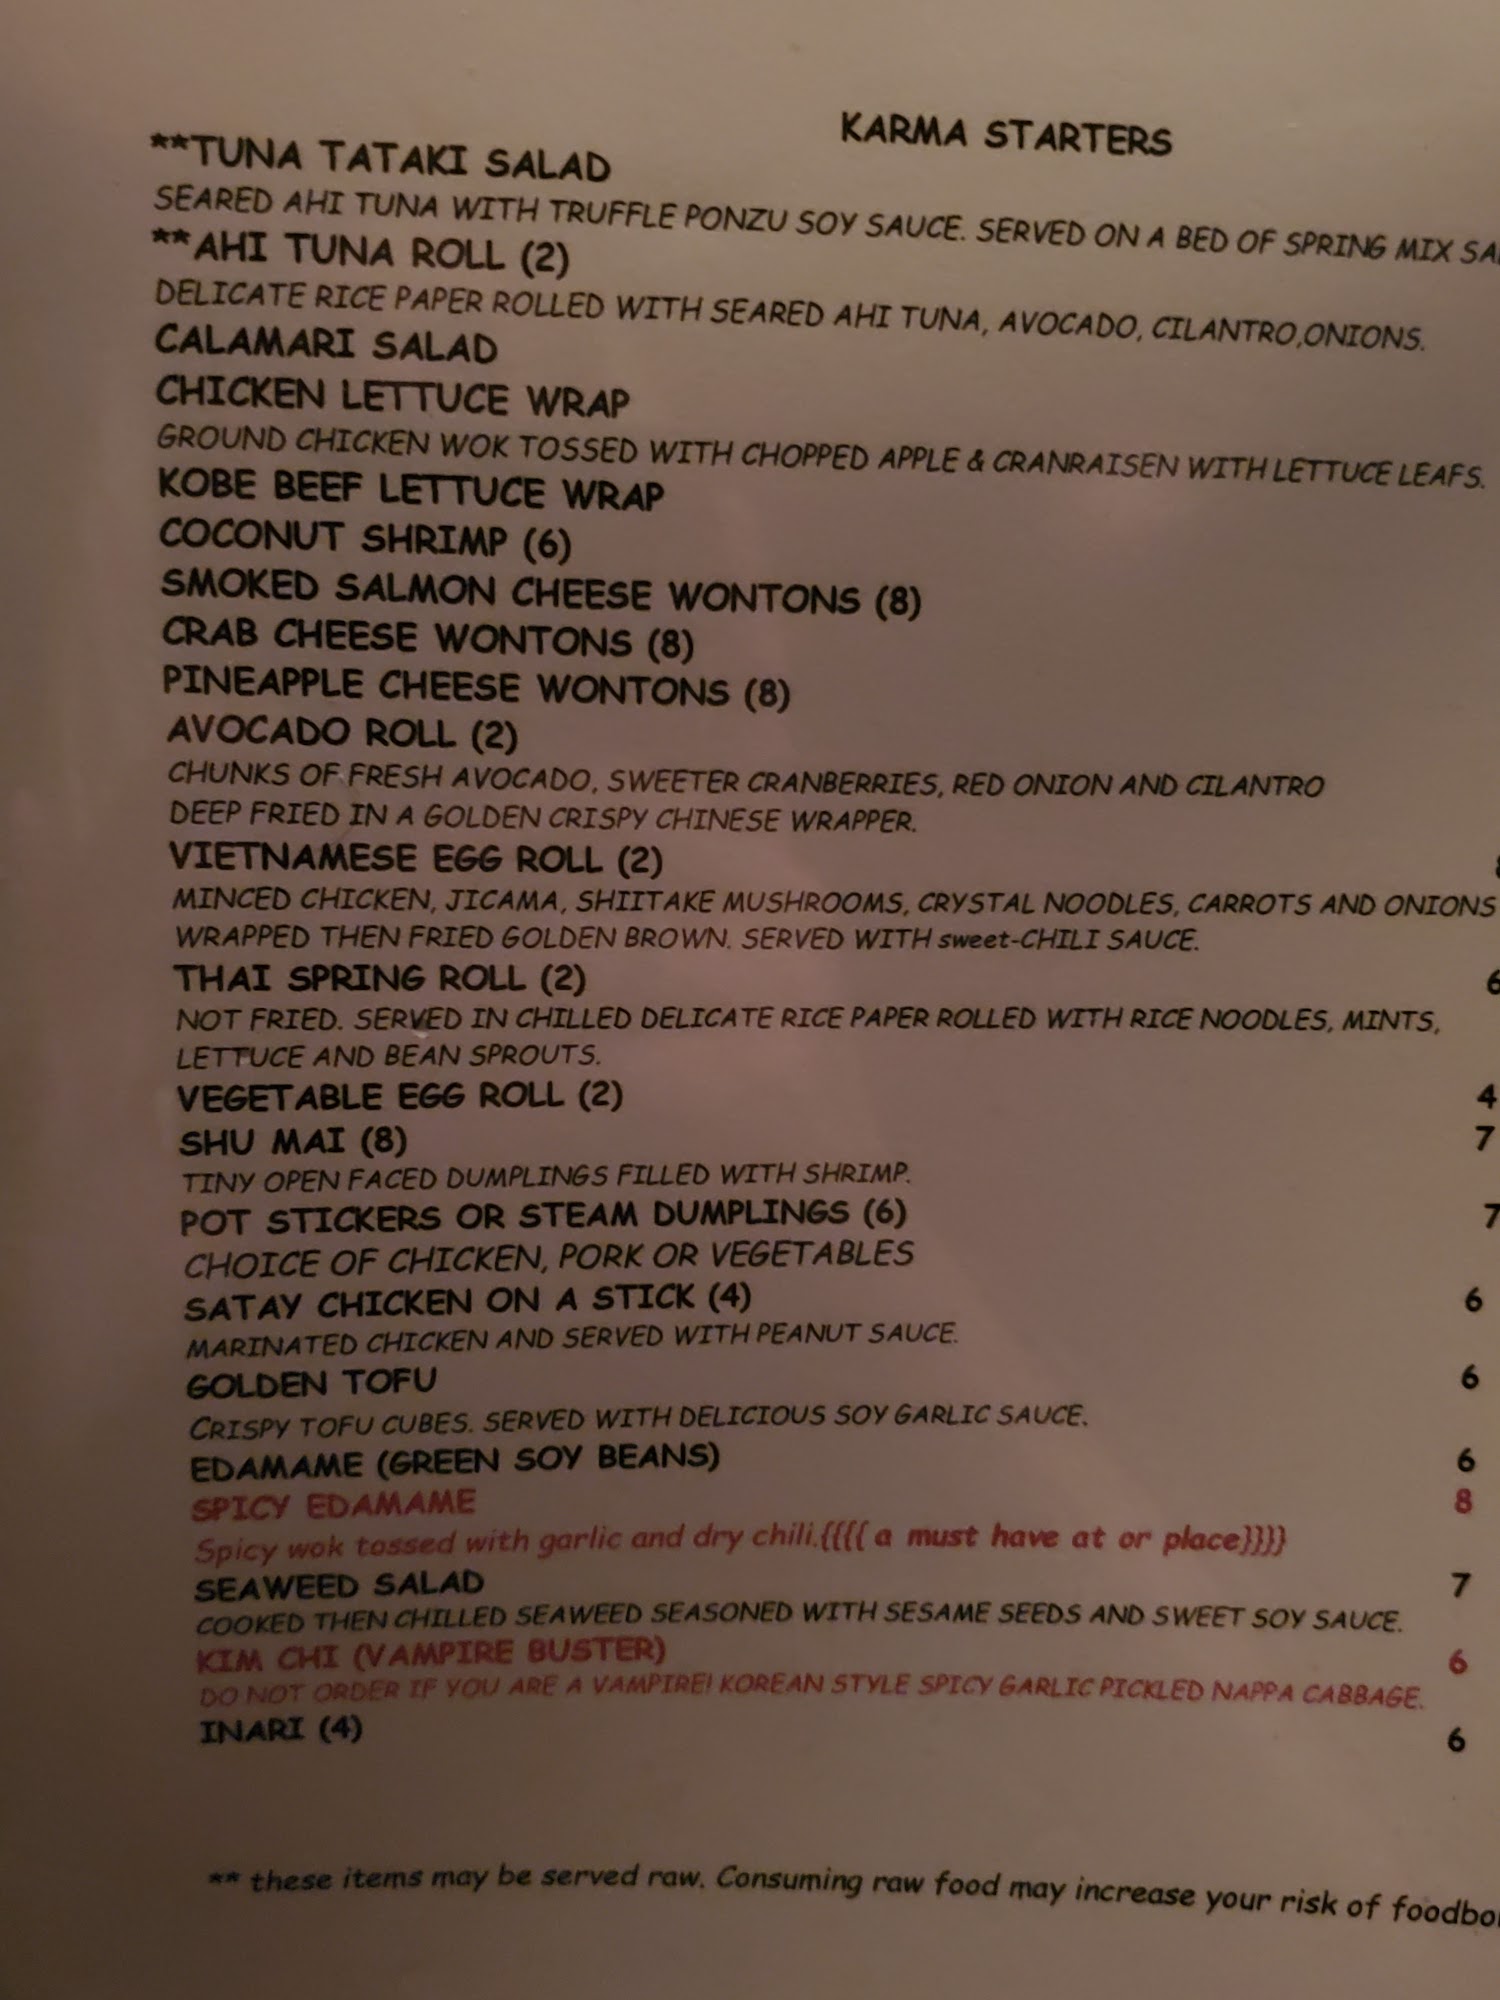 KARMA STARTERS
**TUNA TATAKI SALAD
SEARED AHI TUNA WITH TRUFFLE PONZU SOY SAUCE. SERVED ON A BED OF SPRING MIX
**AHI TUNA ROLL (2)
DELICATE RICE PAPER ROLLED WITH SEARED AHI TUNA, AVOCADO, CILANTRO,ONIONS.
CALAMARI SALAD
CHICKEN LETTUCE WRAP
GROUND CHICKEN WOK TOSSED WITH CHOPPED APPLE & CRANRAISEN WITH LETTUCE LEAFS.
KOBE BEEF LETTUCE WRAP
COCONUT SHRIMP (6)
SMOKED SALMON CHEESE WONTONS (8)
CRAB CHEESE WONTONS (8)
PINEAPPLE CHEESE WONTONS (8)
AVOCADO ROLL (2)
CHUNKS OF FRESH AVOCADO, SWEETER CRANBERRIES, RED ONION AND CILANTRO
DEEP FRIED IN A GOLDEN CRISPY CHINESE WRAPPER.
VIETNAMESE EGG ROLL (2)
MINCED CHICKEN, JICAMA, SHIITAKE MUSHROOMS, CRYSTAL NOODLES, CARROTS AND ONIONS
WRAPPED THEN FRIED GOLDEN BROWN. SERVED WITH sweet-CHILI SAUCE.
THAI SPRING ROLL (2) 6
NOT FRIED. SERVED IN CHILLED DELICATE RICE PAPER ROLLED WITH RICE NOODLES, MINTS,
LETTUCE AND BEAN SPROUTS.
VEGETABLE EGG ROLL (2) 4
SHU MAI (8) 7
TINY OPEN FACED DUMPLINGS FILLED WITH SHRIMP.
POT STICKERS OR STEAM DUMPLINGS (6) 7
CHOICE OF CHICKEN, PORK OR VEGETABLES
SATAY CHICKEN ON A STICK (4) 6
MARINATED CHICKEN AND SERVED WITH PEANUT SAUCE.
GOLDEN TOFU 6
CRISPY TOFU CUBES. SERVED WITH DELICIOUS SOY GARLIC SAUCE.
EDAMAME (GREEN SOY BEANS) 6
SPICY EDAMAME 8
Spicy wok tossed with garlic and dry chili.{{{{ a must have at or place}}}}
SEAWEED SALAD 7
COOKED THEN CHILLED SEAWEED SEASONED WITH SESAME SEEDS AND SWEET SOY SAUCE.
KIM CHI (VAMPIRE BUSTER) 6
DO NOT ORDER IF YOU ARE A VAMPIRE! KOREAN STYLE SPICY GARLIC PICKLED NAPPA CABBAGE.
INARI (4) 6
** these items may be served raw. Consuming raw food may increase your risk of